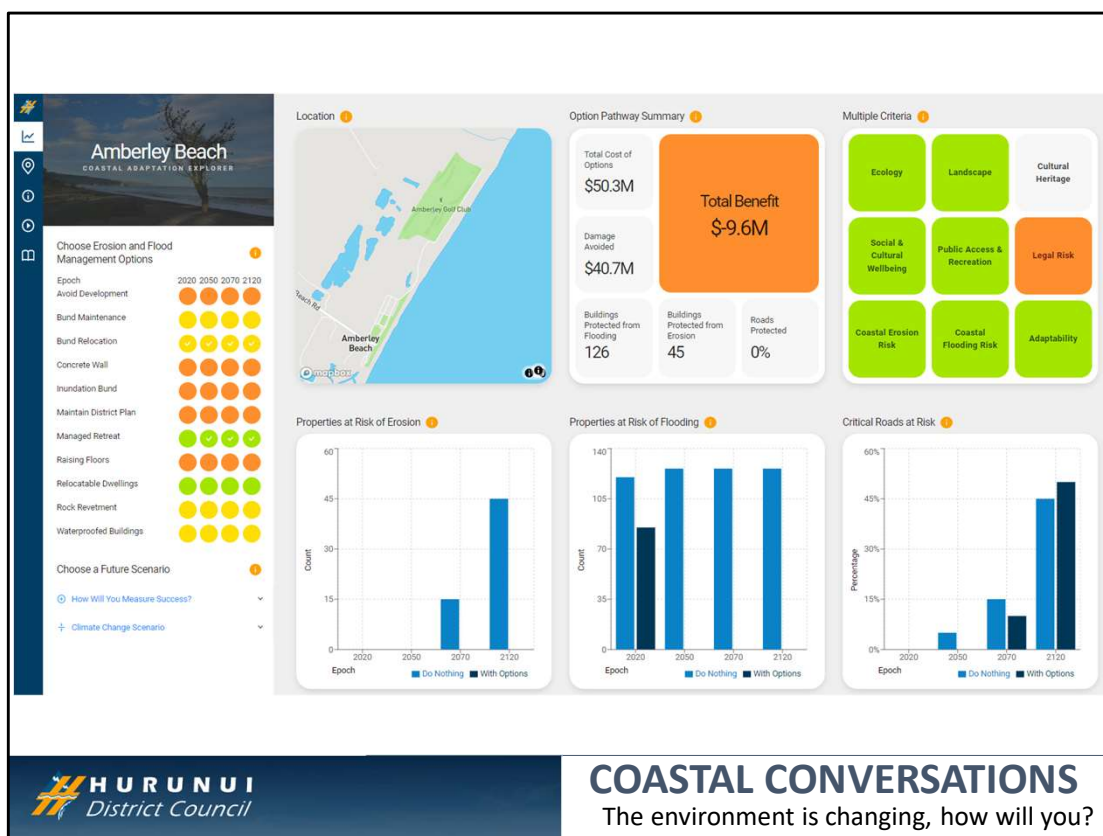 Amberley Beach
COASTAL ADAPTATION EXPLORER
Choose Erosion and Flood
Management Options
Epoch
2020 2050 2070 2120
Avoid Development
Bund Maintenance
Bund Relocation
Concrete Wall
Inundation Bund
Maintain District Plan
Managed Retreat
Raising Floors
Relocatable Dwellings
Rock Revetment
Waterproofed Buildings
Choose a Future Scenario
How Will You Measure Success?
Climate Change Scenario
Location
Amberley Golf Club
Beach Rd
Amberley
Beach
mapbox
Option Pathway Summary
Total Cost of
Options
$50.3M
Damage
Avoided
$40.7M
Total Benefit
$-9.6M
Buildings
Protected from
Flooding
126
Buildings
Protected from
Erosion
45
Roads
Protected
0%
Multiple Criteria
Ecology
Landscape
Cultural
Heritage
Social &
Cultural
Wellbeing
Public Access &
Recreation
Legal Risk
Coastal Erosion
Risk
Coastal
Flooding Risk
Adaptability
Properties at Risk of Erosion
60
45
30
15
0
Count
2020 2050 2070 2120
Epoch
Do Nothing With Options
Properties at Risk of Flooding
140
105
70
35
0
Count
2020 2050 2070 2120
Epoch
Do Nothing With Options
Critical Roads at Risk
60%
45%
30%
15%
0%
Percentage
2020 2050 2070 2120
Epoch
Do Nothing With Options
HURUNUI
District Council
COASTAL CONVERSATIONS
The environment is changing, how will you?